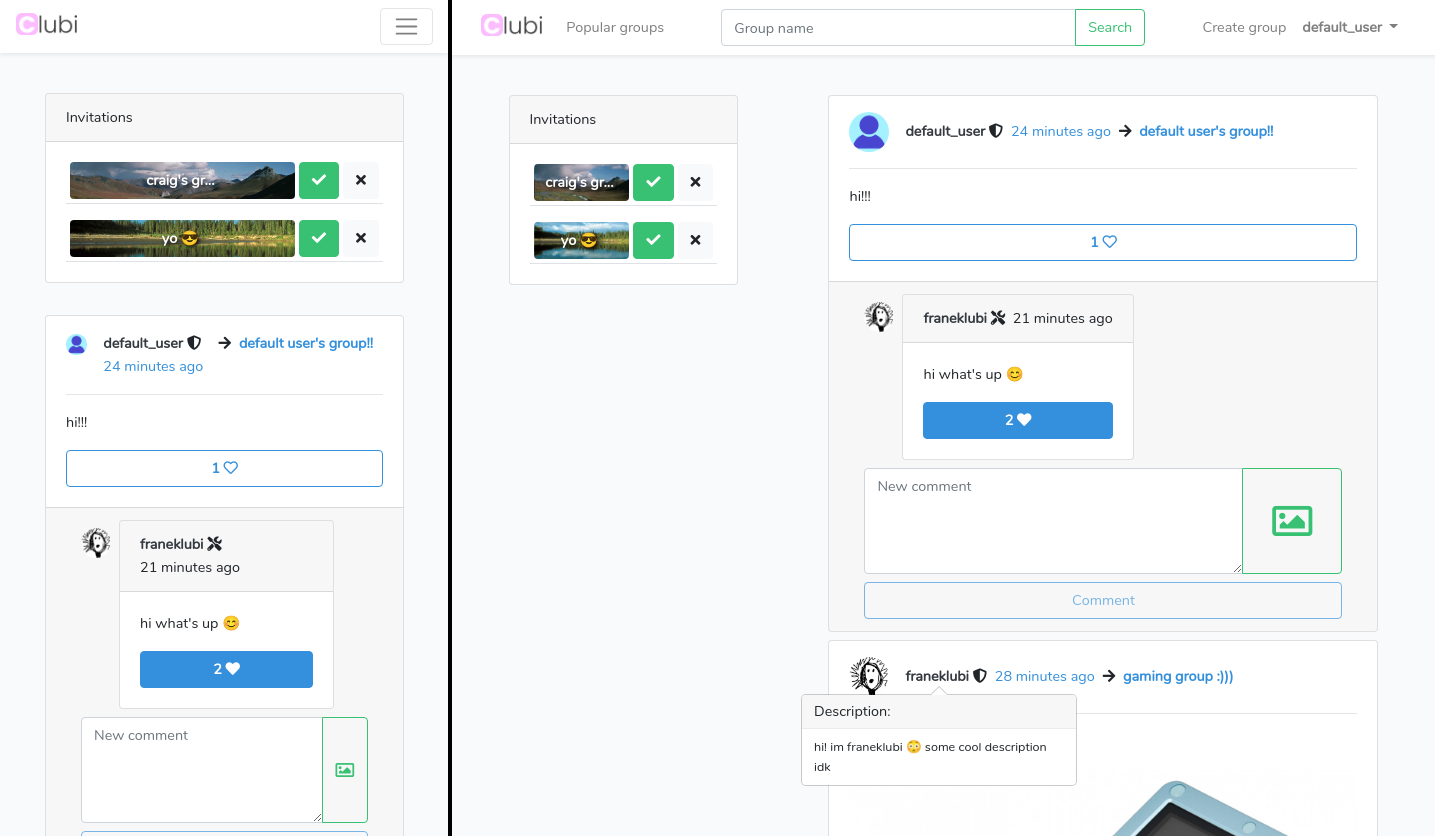 Clubi
Invitations
craig's gr...
yo 😎
default_user → default user's group!!
24 minutes ago
hi!!!
1
franeklubi
21 minutes ago
hi what's up 😊
2
New comment
Clubi Popular groups Group name Search Create group default_user
Invitations
craig's gr...
yo 😎
default_user 24 minutes ago → default user's group!!
hi!!!
1
franeklubi 21 minutes ago
hi what's up 😊
2
New comment
Comment
franeklubi 28 minutes ago → gaming group :)))
Description:
hi! im franeklubi 😳 some cool description
idk